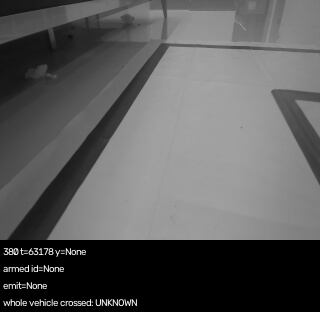 380 t=63178 y=None
armed id=None
emit=None
whole vehicle crossed: UNKNOWN